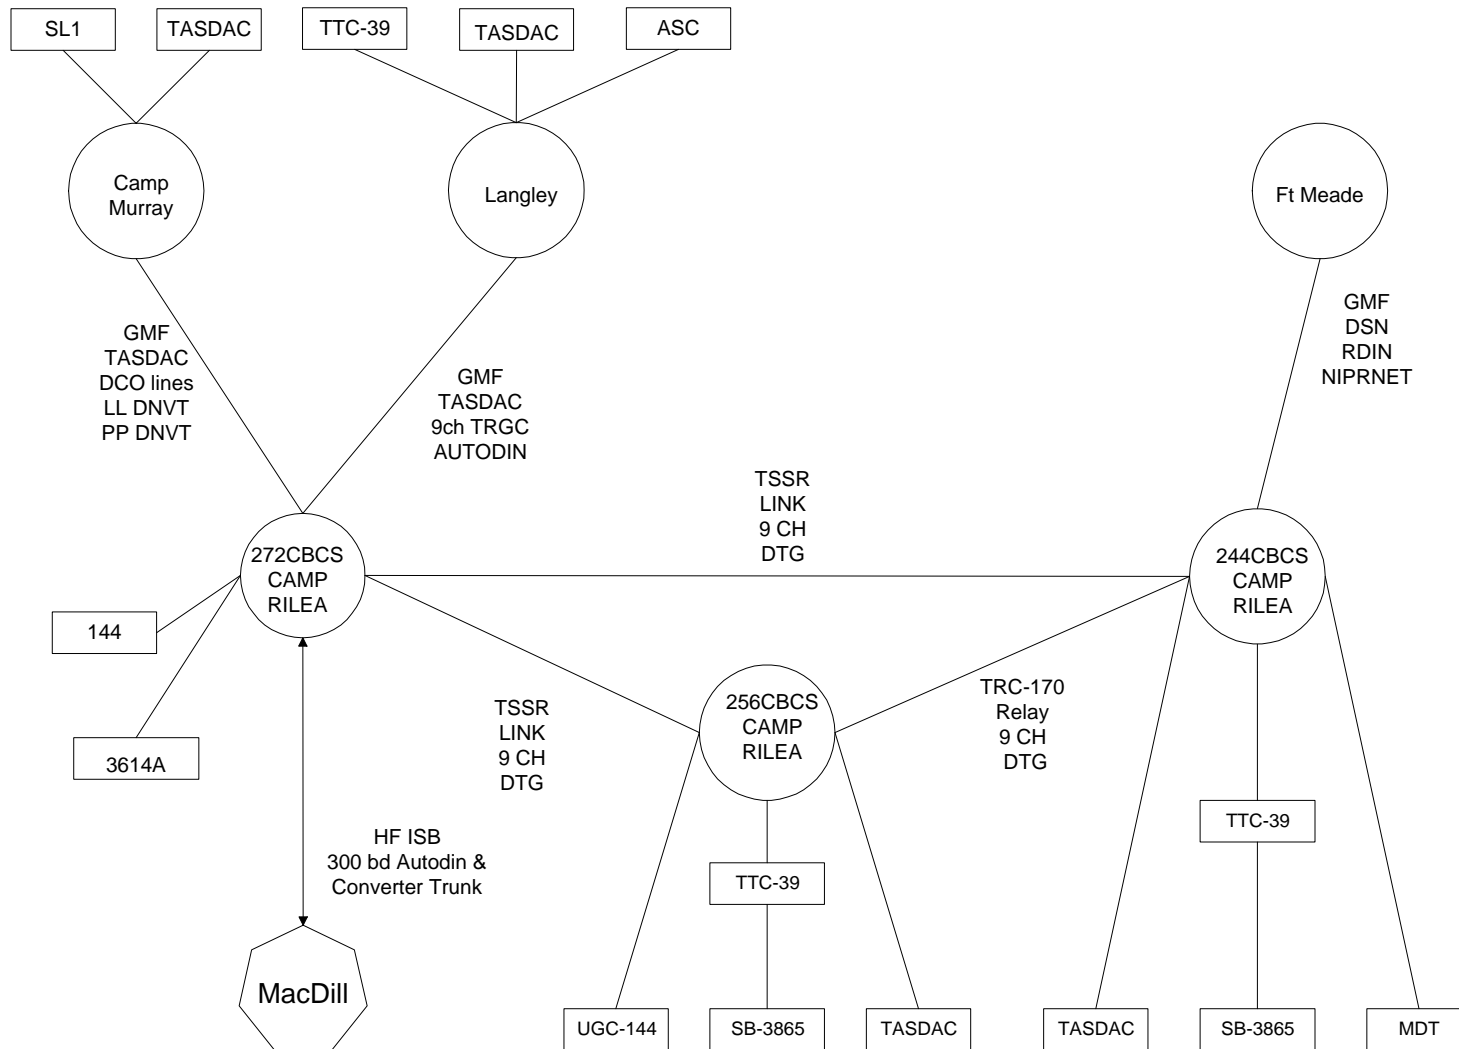 SL1
TASDAC
TTC-39
TASDAC
ASC
Camp
Murray
Langley
Ft Meade
GMF
TASDAC
DCO lines
LL DNVT
PP DNVT
GMF
TASDAC
9ch TRGC
AUTODIN
GMF
DSN
RDIN
NIPRNET
TSSR
LINK
9 CH
DTG
272CBCS
CAMP
RILEA
244CBCS
CAMP
RILEA
144
3614A
TSSR
LINK
9 CH
DTG
256CBCS
CAMP
RILEA
TRC-170
Relay
9 CH
DTG
HF ISB
300 bd Autodin &
Converter Trunk
TTC-39
TTC-39
MacDill
UGC-144
SB-3865
TASDAC
TASDAC
SB-3865
MDT